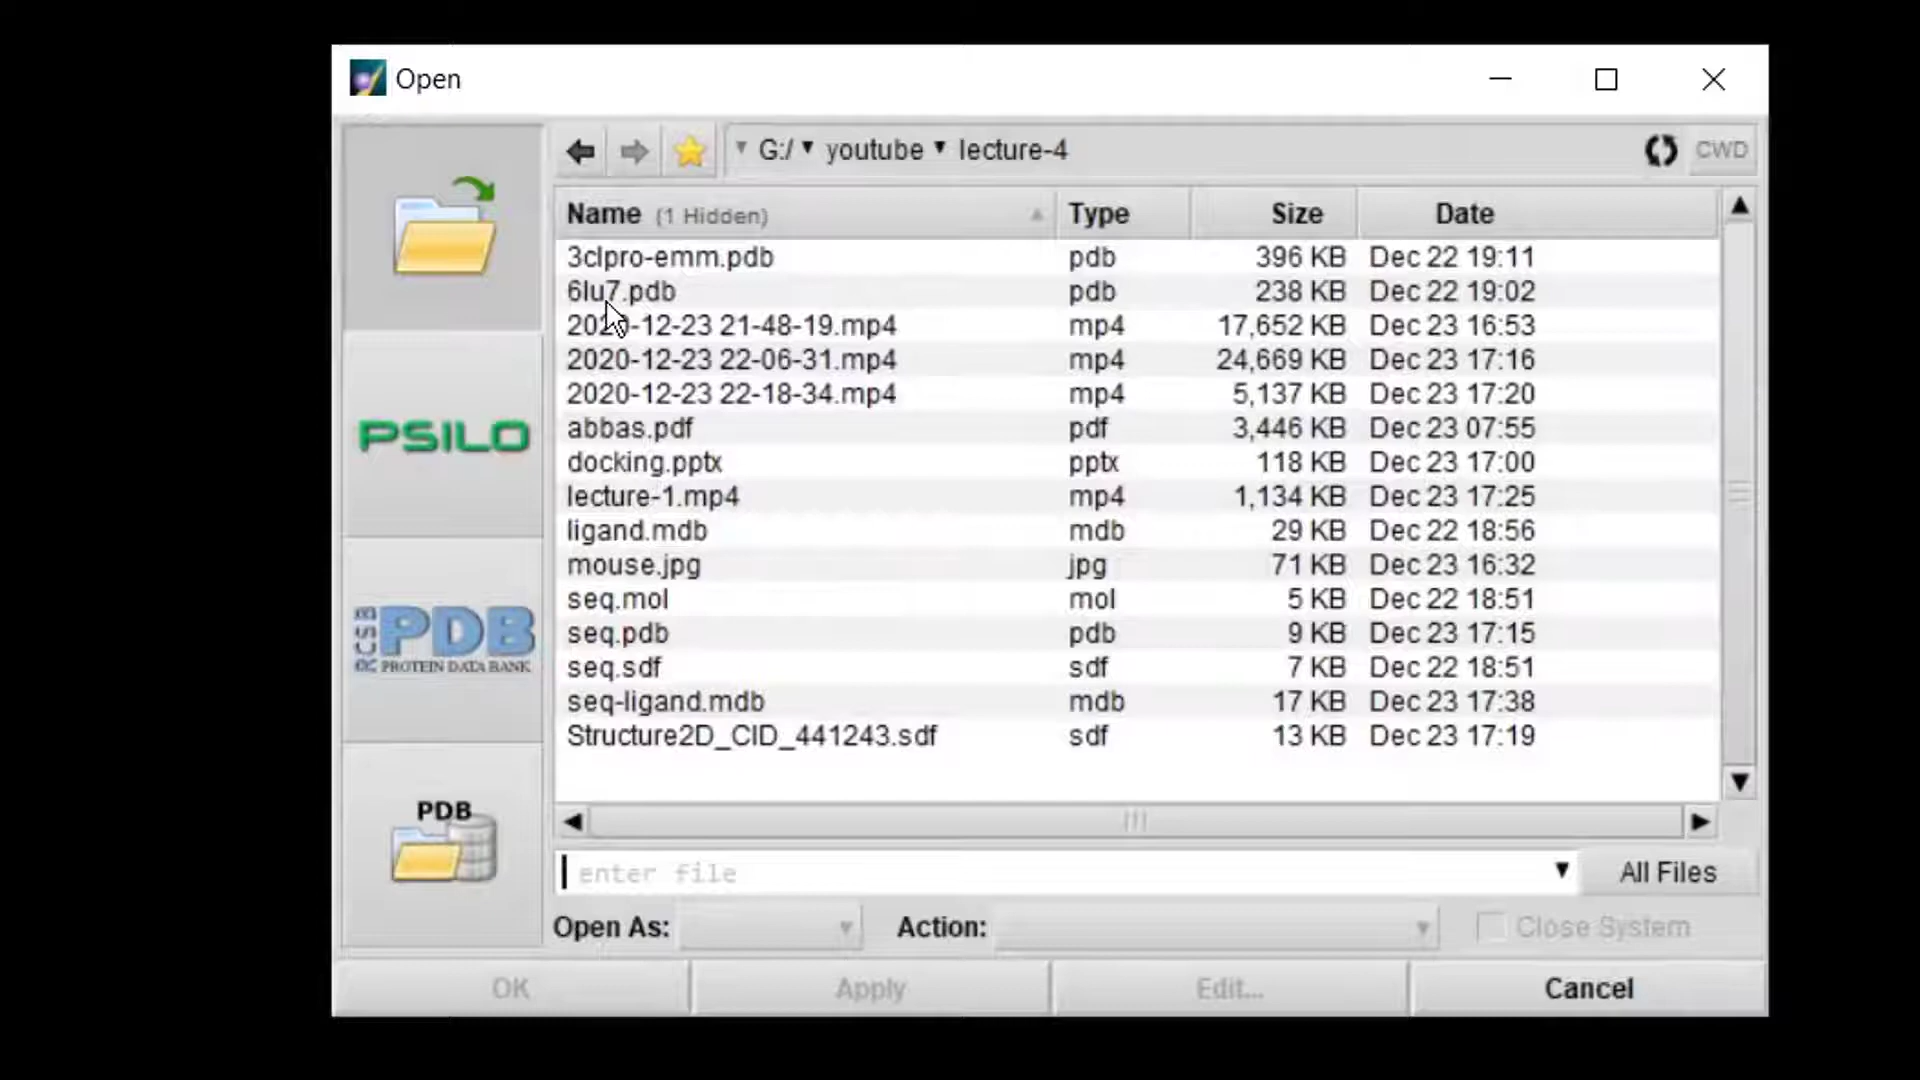 Open
G:/ youtube lecture-4 CWD
Name (1 Hidden) Type Size Date
3clpro-emm.pdb pdb 396 KB Dec 22 19:11
6lu7.pdb pdb 238 KB Dec 22 19:02
2020-12-23 21-48-19.mp4 mp4 17,652 KB Dec 23 16:53
2020-12-23 22-06-31.mp4 mp4 24,669 KB Dec 23 17:16
2020-12-23 22-18-34.mp4 mp4 5,137 KB Dec 23 17:20
abbas.pdf pdf 3,446 KB Dec 23 07:55
docking.pptx pptx 118 KB Dec 23 17:00
lecture-1.mp4 mp4 1,134 KB Dec 23 17:25
ligand.mdb mdb 29 KB Dec 22 18:56
mouse.jpg jpg 71 KB Dec 23 16:32
seq.mol mol 5 KB Dec 22 18:51
seq.pdb pdb 9 KB Dec 23 17:15
seq.sdf sdf 7 KB Dec 22 18:51
seq-ligand.mdb mdb 17 KB Dec 23 17:38
Structure2D_CID_441243.sdf sdf 13 KB Dec 23 17:19
PSILO
RCSB PDB
PROTEIN DATA BANK
PDB
enter file All Files
Open As: Action: Close System
OK Apply Edit... Cancel